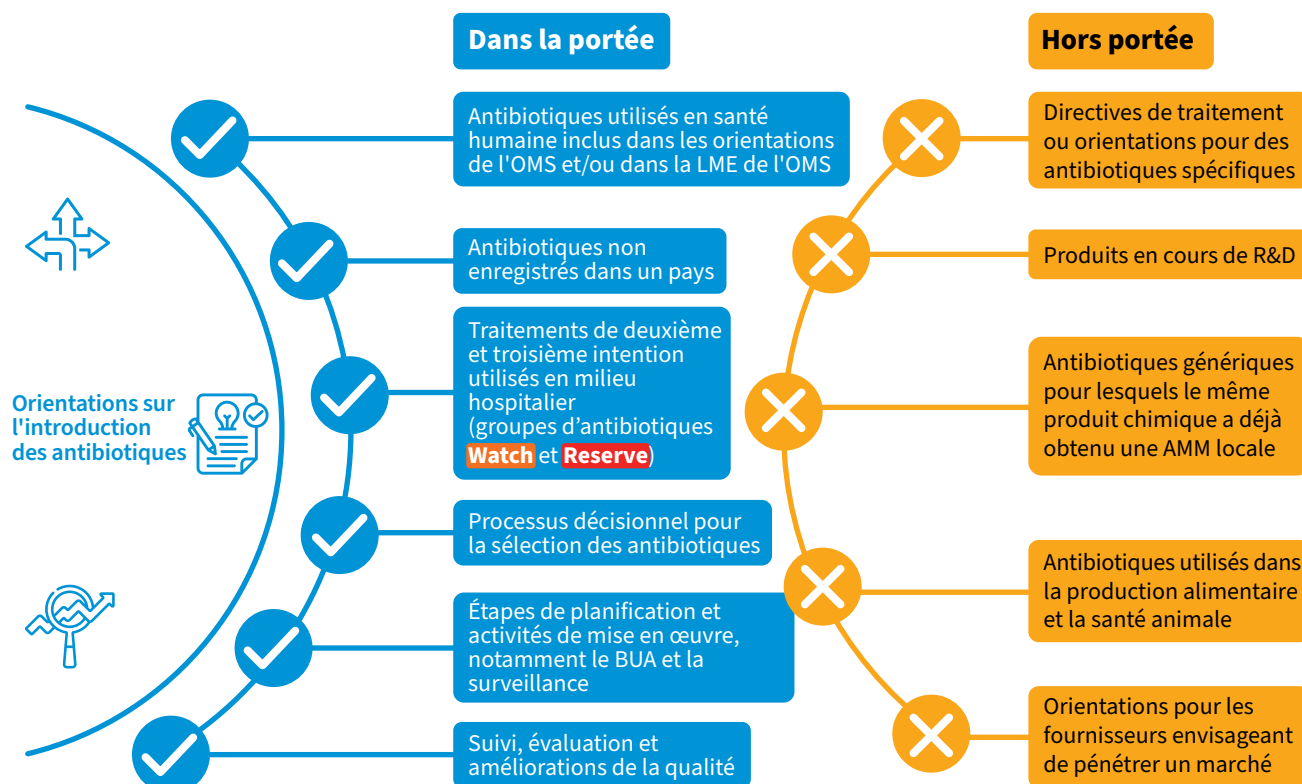 Orientations sur
l'introduction
des antibiotiques
Dans la portée
Antibiotiques utilisés en santé
humaine inclus dans les orientations
de l'OMS et/ou dans la LME de l'OMS
Antibiotiques non
enregistrés dans un pays
Traitements de deuxième
et troisième intention
utilisés en milieu
hospitalier
(groupes d’antibiotiques
Watch et Reserve)
Processus décisionnel pour
la sélection des antibiotiques
Étapes de planification et
activités de mise en œuvre,
notamment le BUA et la
surveillance
Suivi, évaluation et
améliorations de la qualité
Hors portée
Directives de traitement
ou orientations pour des
antibiotiques spécifiques
Produits en cours de R&D
Antibiotiques génériques
pour lesquels le même
produit chimique a déjà
obtenu une AMM locale
Antibiotiques utilisés dans
la production alimentaire
et la santé animale
Orientations pour les
fournisseurs envisageant
de pénétrer un marché